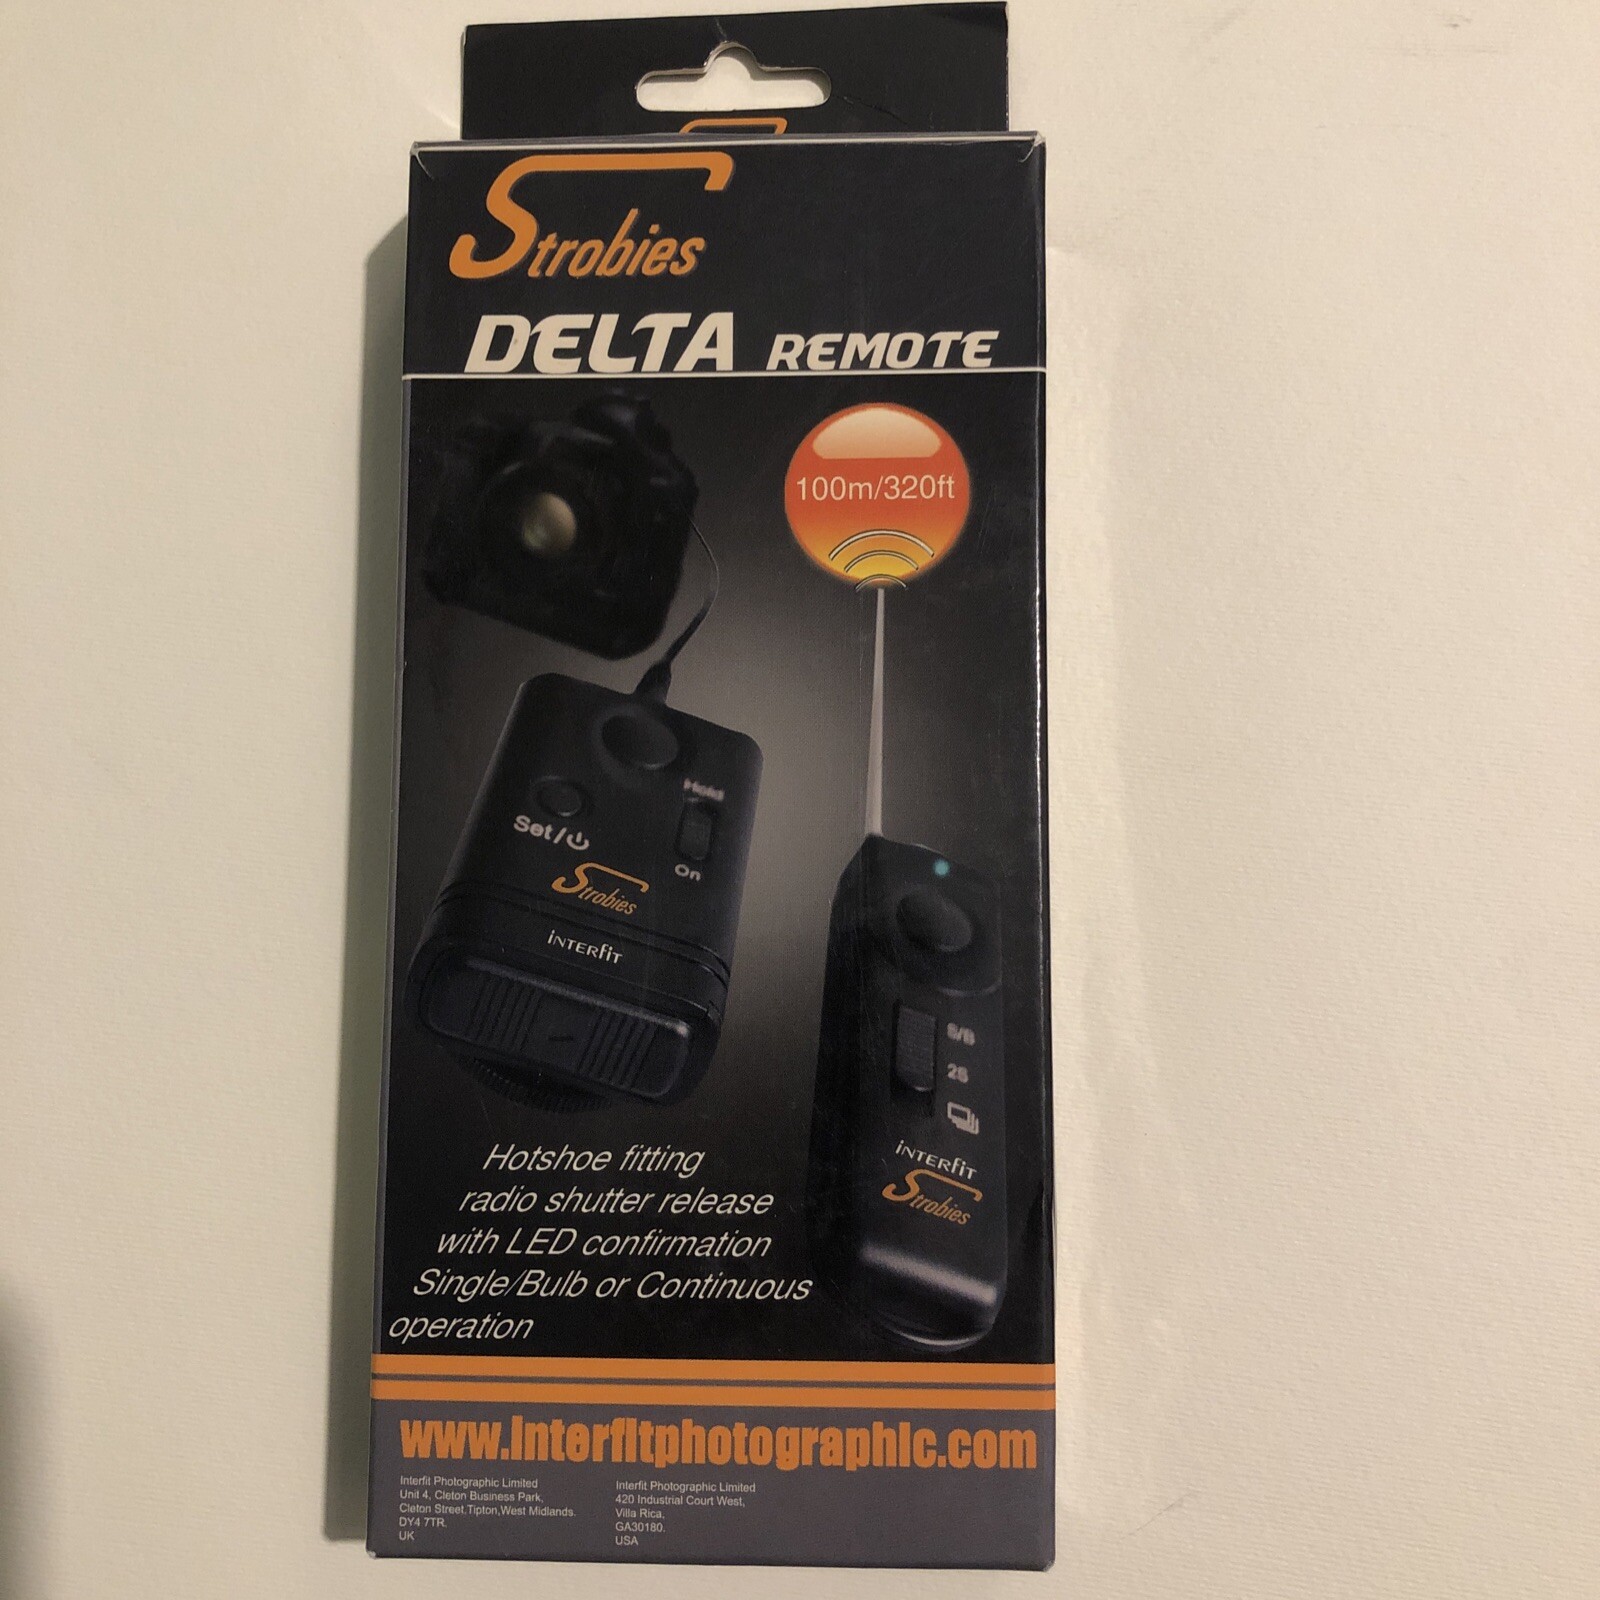 Strobies
DELTA REMOTE
100m/320ft
Hold
Set/
On
Strobies
INTERFIT
S/B
2S
INTERFIT
Strobies
Hotshoe fitting
radio shutter release
with LED confirmation
Single/Bulb or Continuous
operation
www.Interfitphotographic.com
Interfit Photographic Limited
Unit 4, Cleton Business Park,
Cleton Street,Tipton,West Midlands.
DY4 7TR.
UK
Interfit Photographic Limited
420 Industrial Court West,
Villa Rica,
GA30180.
USA